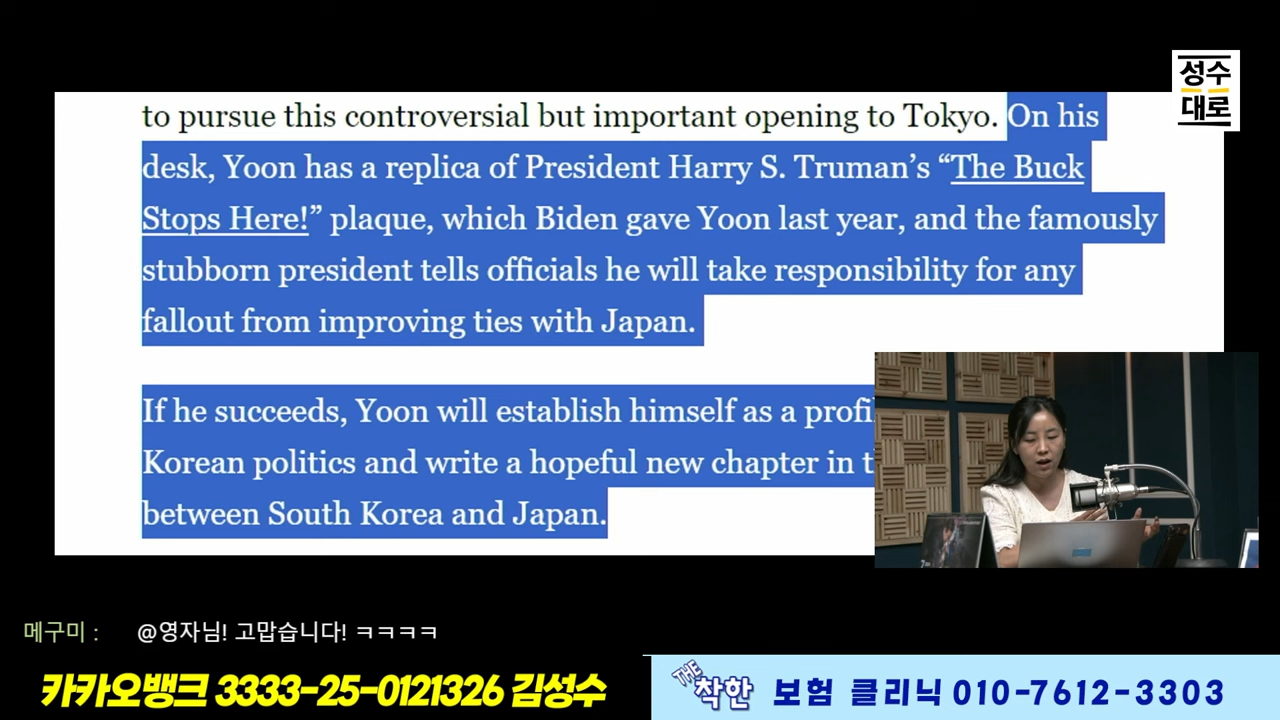 성수
대로
to pursue this controversial but important opening to Tokyo. On his
desk, Yoon has a replica of President Harry S. Truman’s “The Buck
Stops Here!” plaque, which Biden gave Yoon last year, and the famously
stubborn president tells officials he will take responsibility for any
fallout from improving ties with Japan.
If he succeeds, Yoon will establish himself as a profi
Korean politics and write a hopeful new chapter in t
between South Korea and Japan.
메구미 : @영자님! 고맙습니다! ㅋㅋㅋㅋ
카카오뱅크 3333-25-0121326 김성수
THE 착한 보험 클리닉 010-7612-3303